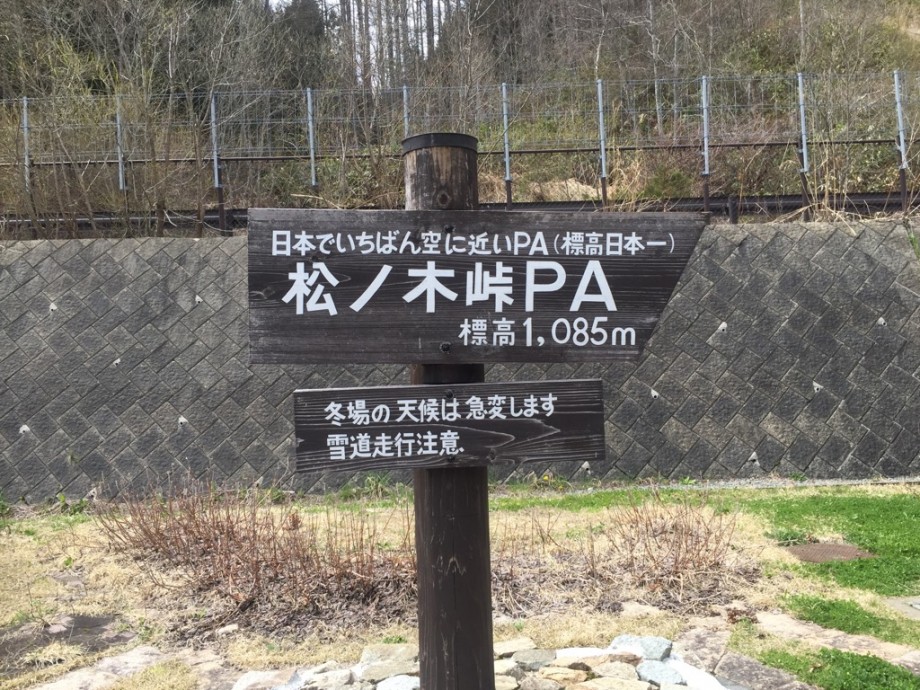 日本でいちばん空に近いPA(標高日本一)
松ノ木峠PA
標高1,085m
冬場の天候は急変します
雪道走行注意.